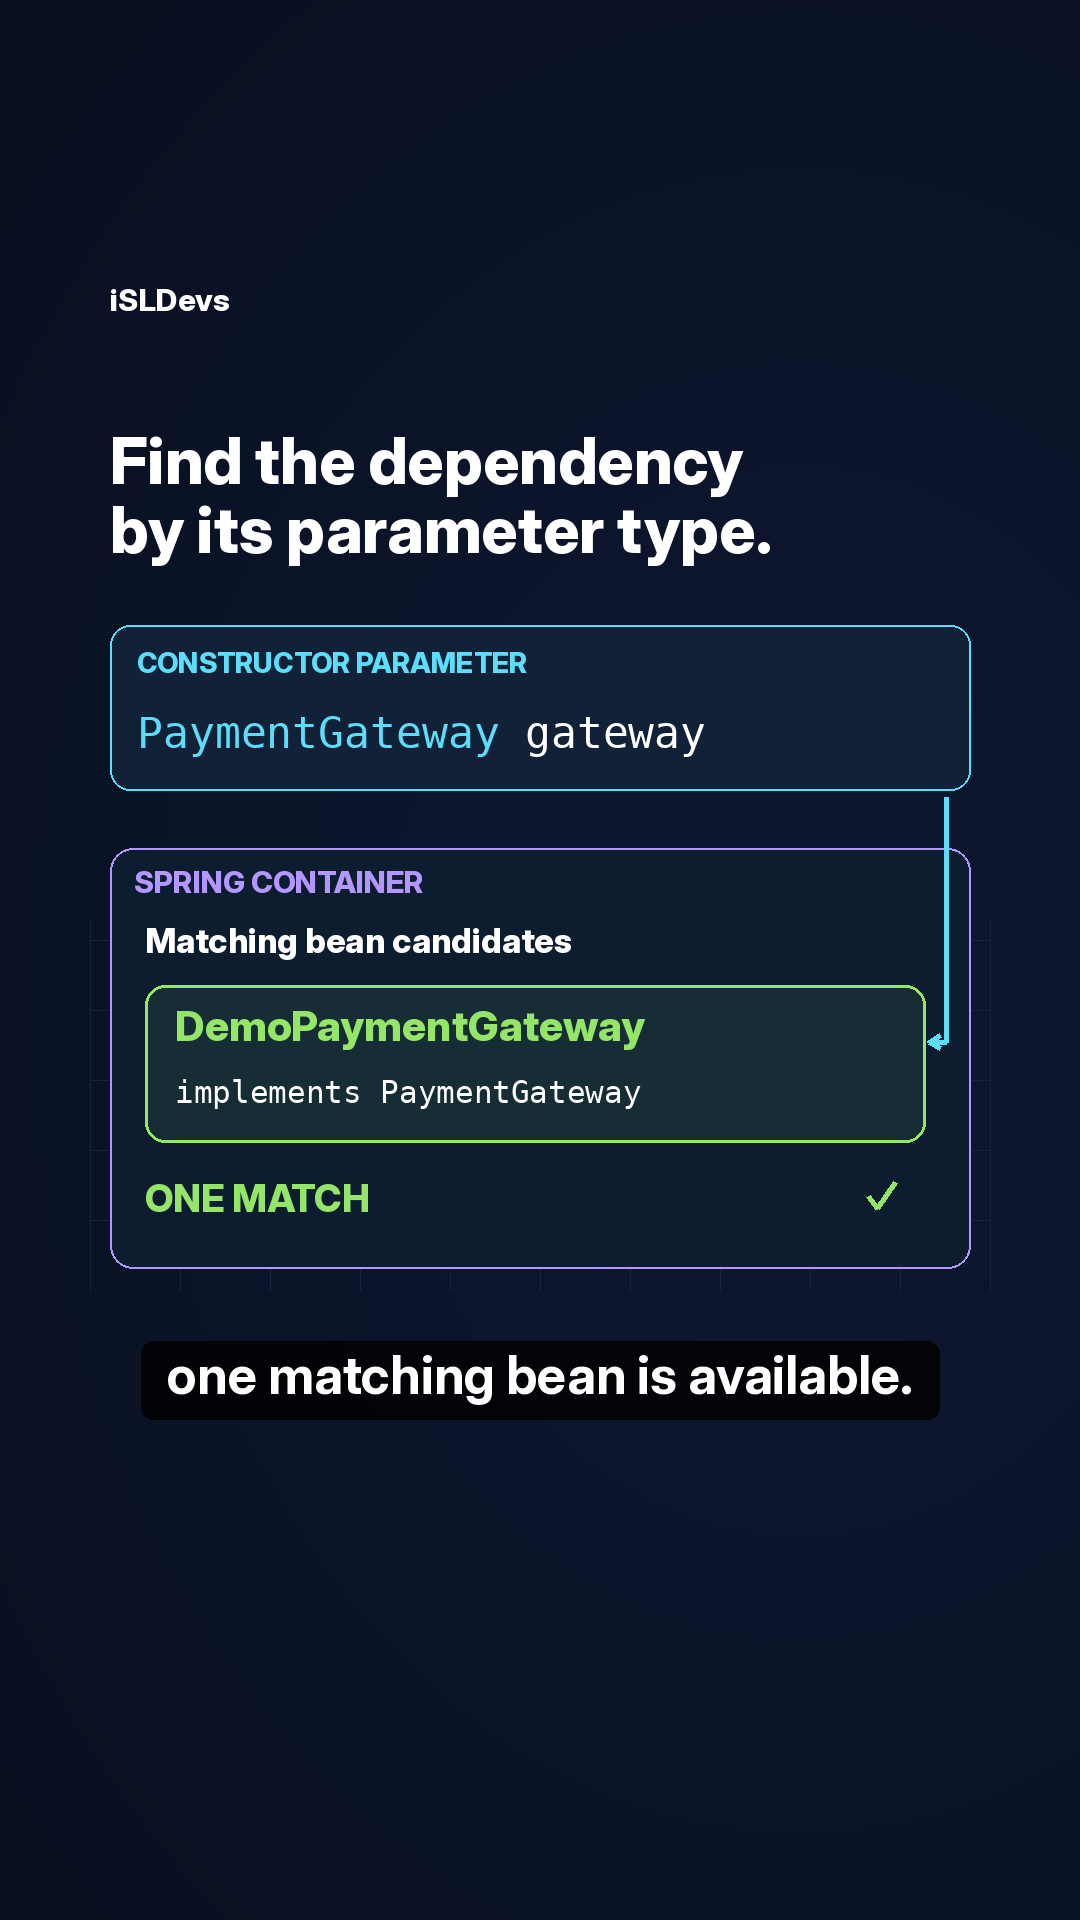 iSLDevs
Find the dependency
by its parameter type.
CONSTRUCTOR PARAMETER
PaymentGateway gateway
SPRING CONTAINER
Matching bean candidates
DemoPaymentGateway
implements PaymentGateway
ONE MATCH
one matching bean is available.